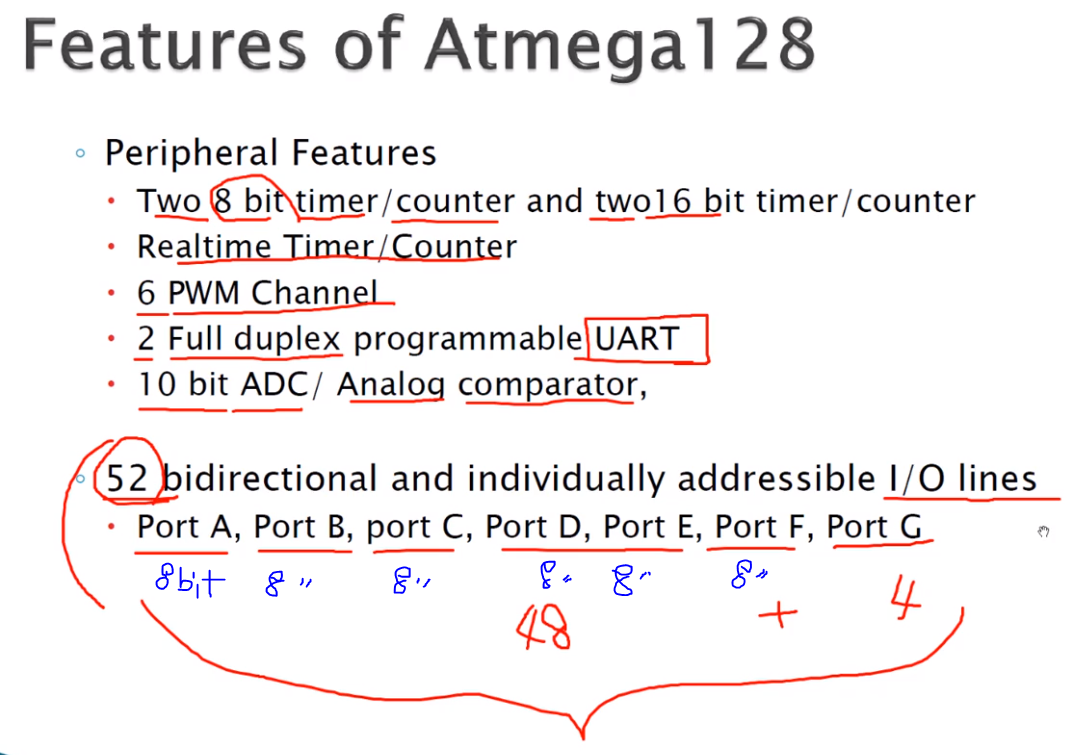 Features of Atmega128
Peripheral Features
Two 8 bit timer/counter and two16 bit timer/counter
Realtime Timer/Counter
6 PWM Channel
2 Full duplex programmable UART
10 bit ADC/ Analog comparator,
52 bidirectional and individually addressible I/O lines
Port A, Port B, port C, Port D, Port E, Port F, Port G
8bit 8 " 8 " 8 " 8 " 8 "
48 + 4